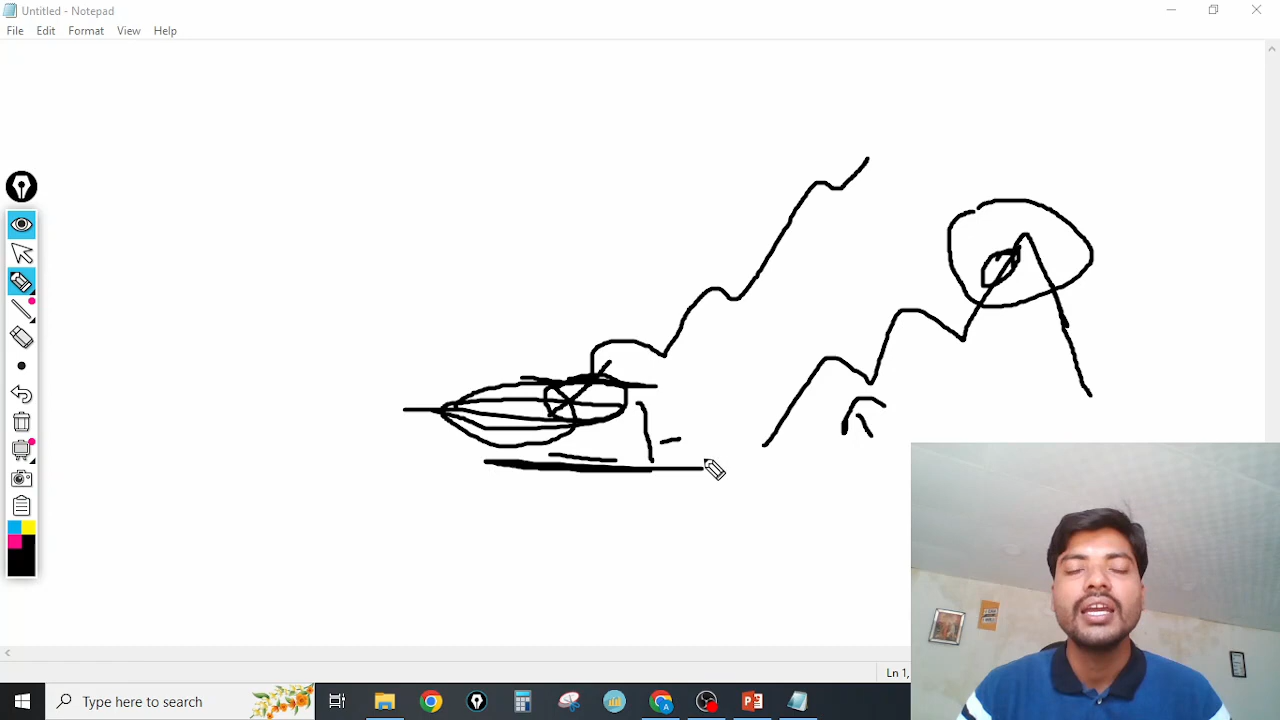 Untitled - Notepad
File Edit Format View Help
Ln 1,
Type here to search